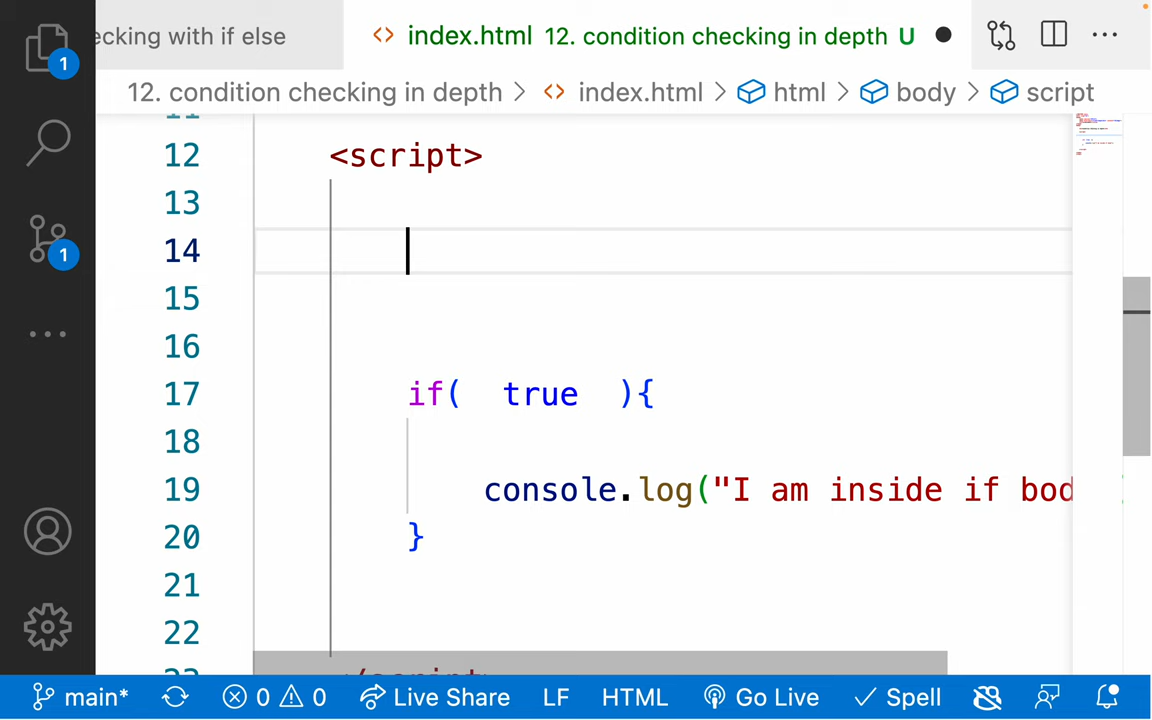 ecking with if else
<> index.html 12. condition checking in depth U
12. condition checking in depth > <> index.html > html > body > script
1
12 <script>
13
14
1
15
16
17 if(  true  ){
18
19 console.log("I am inside if bod
20 }
21
22
main* 0 0 Live Share LF HTML Go Live Spell